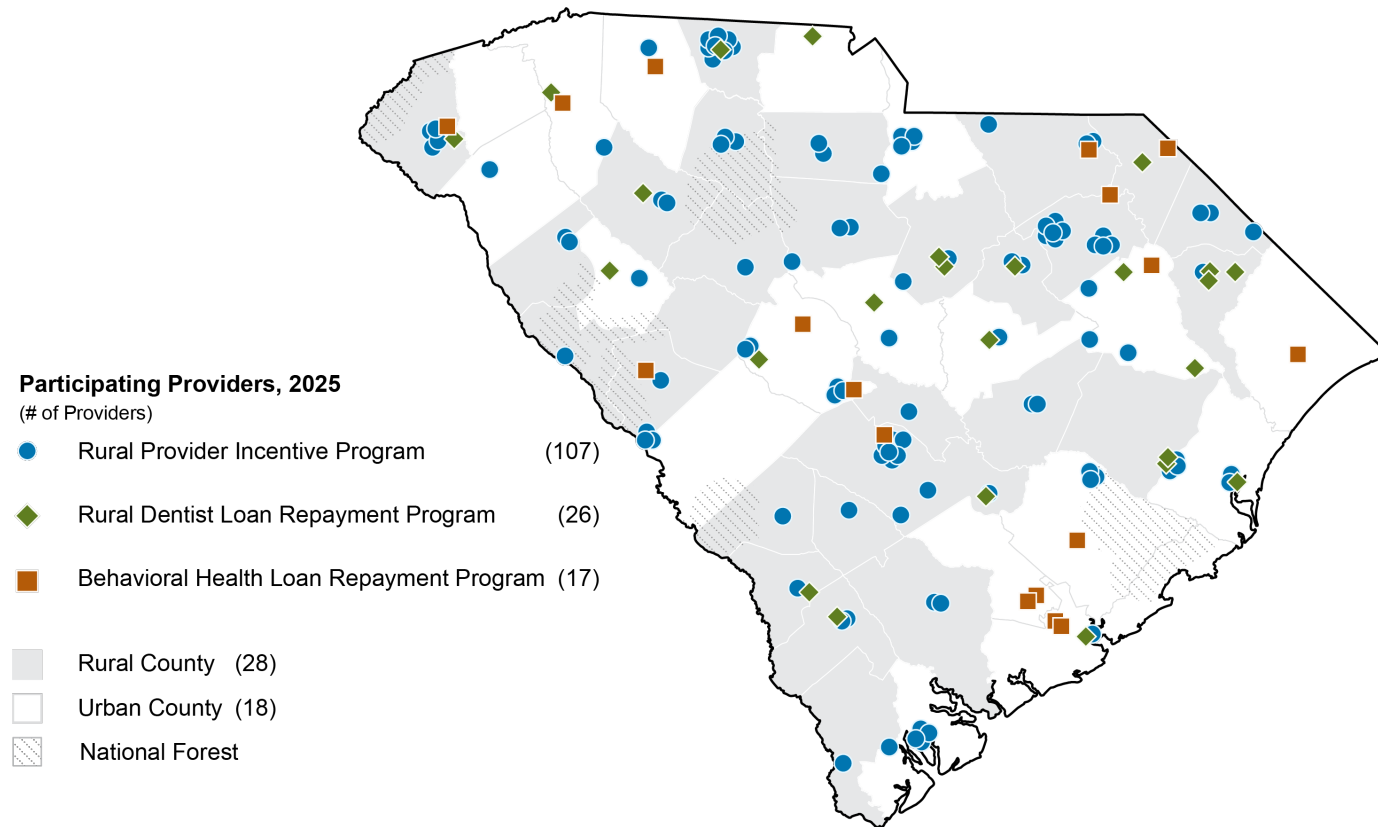 Participating Providers, 2025
(# of Providers)
Rural Provider Incentive Program (107)
Rural Dentist Loan Repayment Program (26)
Behavioral Health Loan Repayment Program (17)
Rural County (28)
Urban County (18)
National Forest